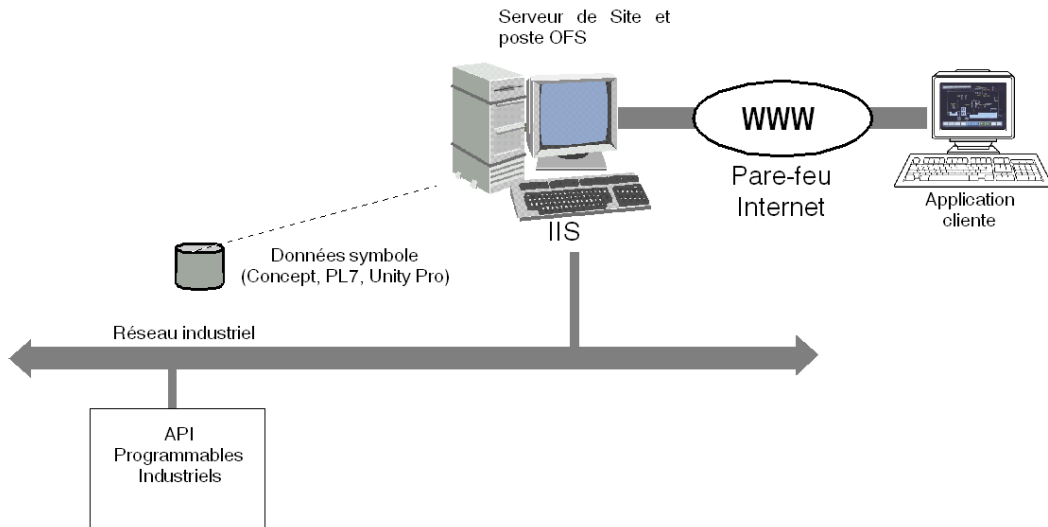 Serveur de Site et
poste OFS
WWW
Pare-feu
Internet
Application
cliente
IIS
Données symbole
(Concept, PL7, Unity Pro)
Réseau industriel
API
Programmables
Industriels